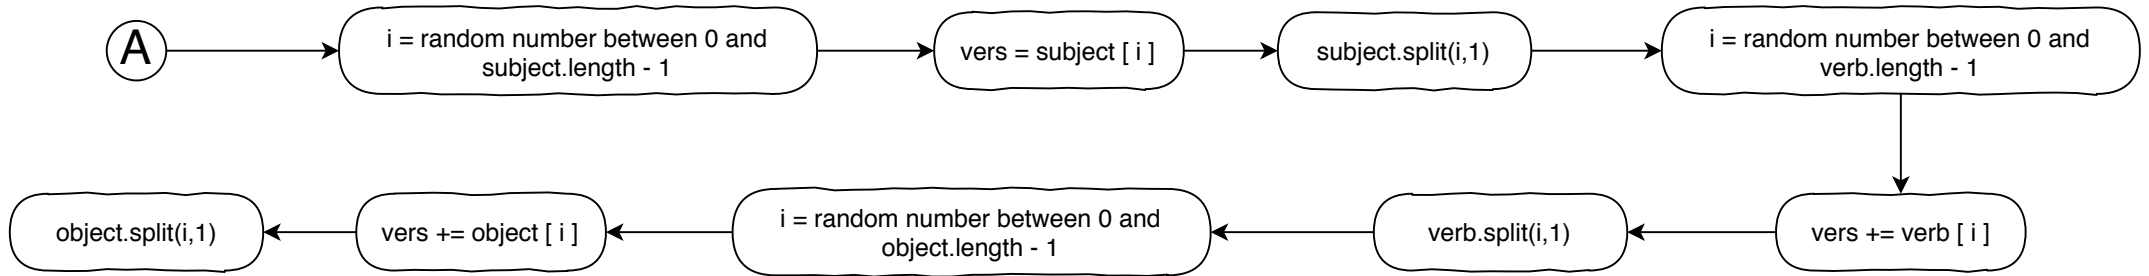 A
i = random number between 0 and
subject.length - 1
vers = subject [ i ]
subject.split(i,1)
i = random number between 0 and
verb.length - 1
vers += verb [ i ]
verb.split(i,1)
i = random number between 0 and
object.length - 1
vers += object [ i ]
object.split(i,1)